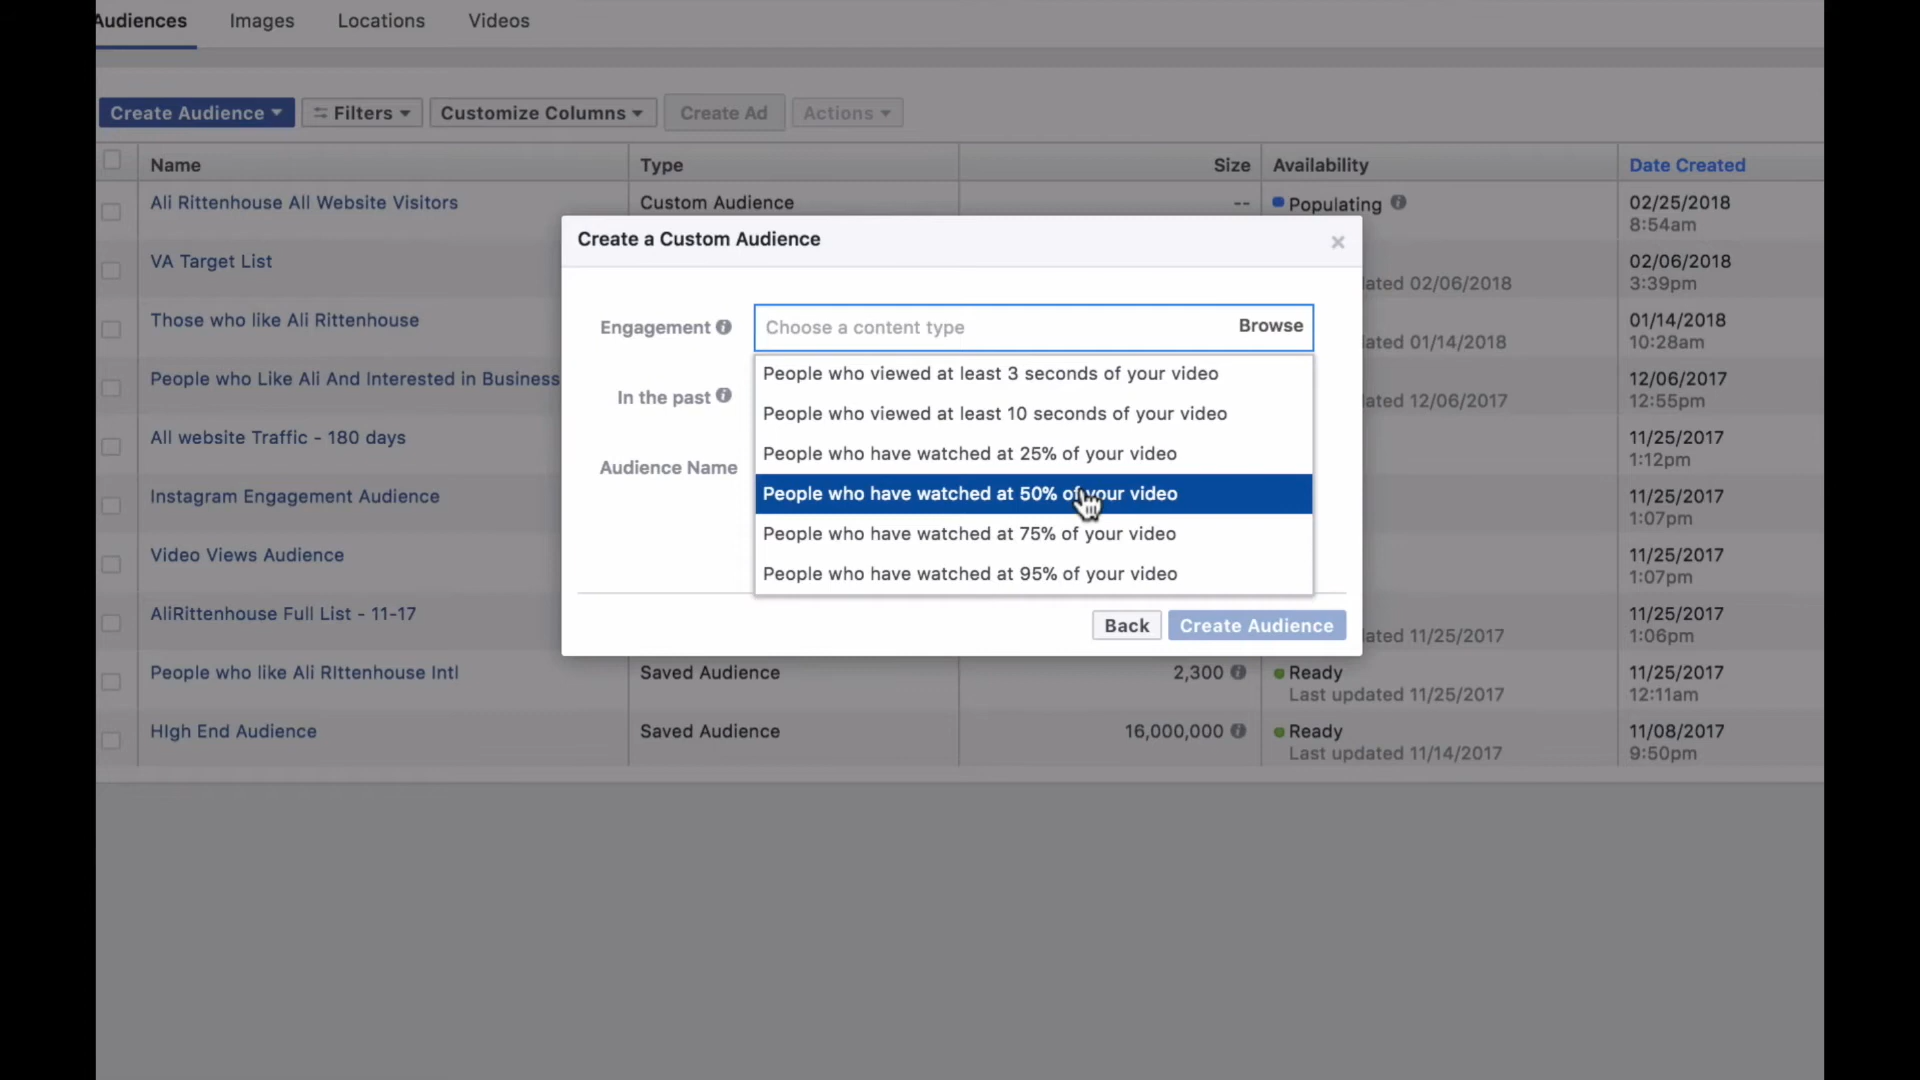 Audiences Images Locations Videos
Create Audience Filters Customize Columns Create Ad Actions
Name Type Size Availability Date Created
Ali Rittenhouse All Website Visitors Custom Audience -- Populating 02/25/2018
8:54am
Create a Custom Audience
VA Target List 02/06/2018
ated 02/06/2018 3:39pm
Engagement Choose a content type Browse
Those who like Ali Rittenhouse 01/14/2018
ated 01/14/2018 10:28am
People who viewed at least 3 seconds of your video
People who Like Ali And Interested in Business 12/06/2017
In the past ated 12/06/2017 12:55pm
People who viewed at least 10 seconds of your video
All website Traffic - 180 days 11/25/2017
People who have watched at 25% of your video 1:12pm
Audience Name
People who have watched at 50% of your video
Instagram Engagement Audience 11/25/2017
1:07pm
People who have watched at 75% of your video
Video Views Audience 11/25/2017
People who have watched at 95% of your video 1:07pm
AliRittenhouse Full List - 11-17 11/25/2017
Back Create Audience ated 11/25/2017 1:06pm
People who like Ali RIttenhouse Intl Saved Audience 2,300 Ready 11/25/2017
Last updated 11/25/2017 12:11am
HIgh End Audience Saved Audience 16,000,000 Ready 11/08/2017
Last updated 11/14/2017 9:50pm